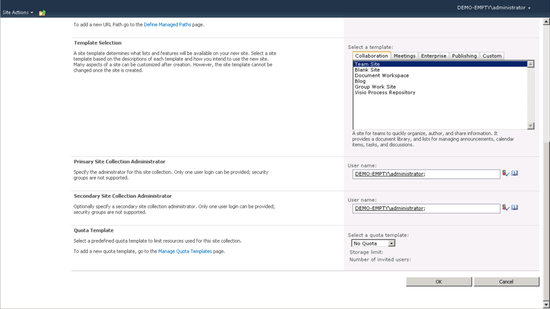 Site Actions
DEMO-EMPTY\administrator
To add a new URL Path go to the Define Managed Paths page.
Template Selection
A site template determines what lists and features will be available on your new site. Select a site template based on the descriptions of each template and how you intend to use the new site. Many aspects of a site can be customized after creation. However, the site template cannot be changed once the site is created.
Select a template:
Collaboration Meetings Enterprise Publishing Custom
Team Site
Blank Site
Document Workspace
Blog
Group Work Site
Visio Process Repository
A site for teams to quickly organize, author, and share information. It provides a document library, and lists for managing announcements, calendar items, tasks, and discussions.
Primary Site Collection Administrator
Specify the administrator for this site collection. Only one user login can be provided; security groups are not supported.
User name:
DEMO-EMPTY\administrator;
Secondary Site Collection Administrator
Optionally specify a secondary site collection administrator. Only one user login can be provided; security groups are not supported.
User name:
DEMO-EMPTY\administrator;
Quota Template
Select a predefined quota template to limit resources used for this site collection.
To add a new quota template, go to the Manage Quota Templates page.
Select a quota template:
No Quota
Storage limit:
Number of invited users:
OK
Cancel